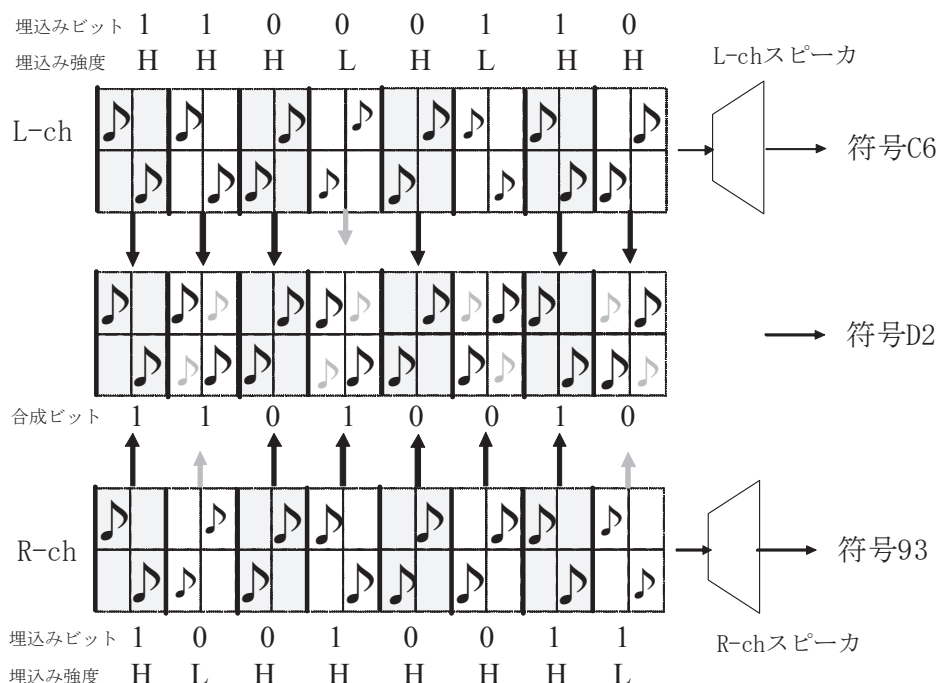 埋込みビット 1 1 0 0 0 1 1 0
埋込み強度 H H H L H L H H
L-chスピーカ
L-ch
符号C6
符号D2
合成ビット 1 1 0 1 0 0 1 0
R-ch
符号93
埋込みビット 1 0 0 1 0 0 1 1
R-chスピーカ
埋込み強度 H L H H H H H L